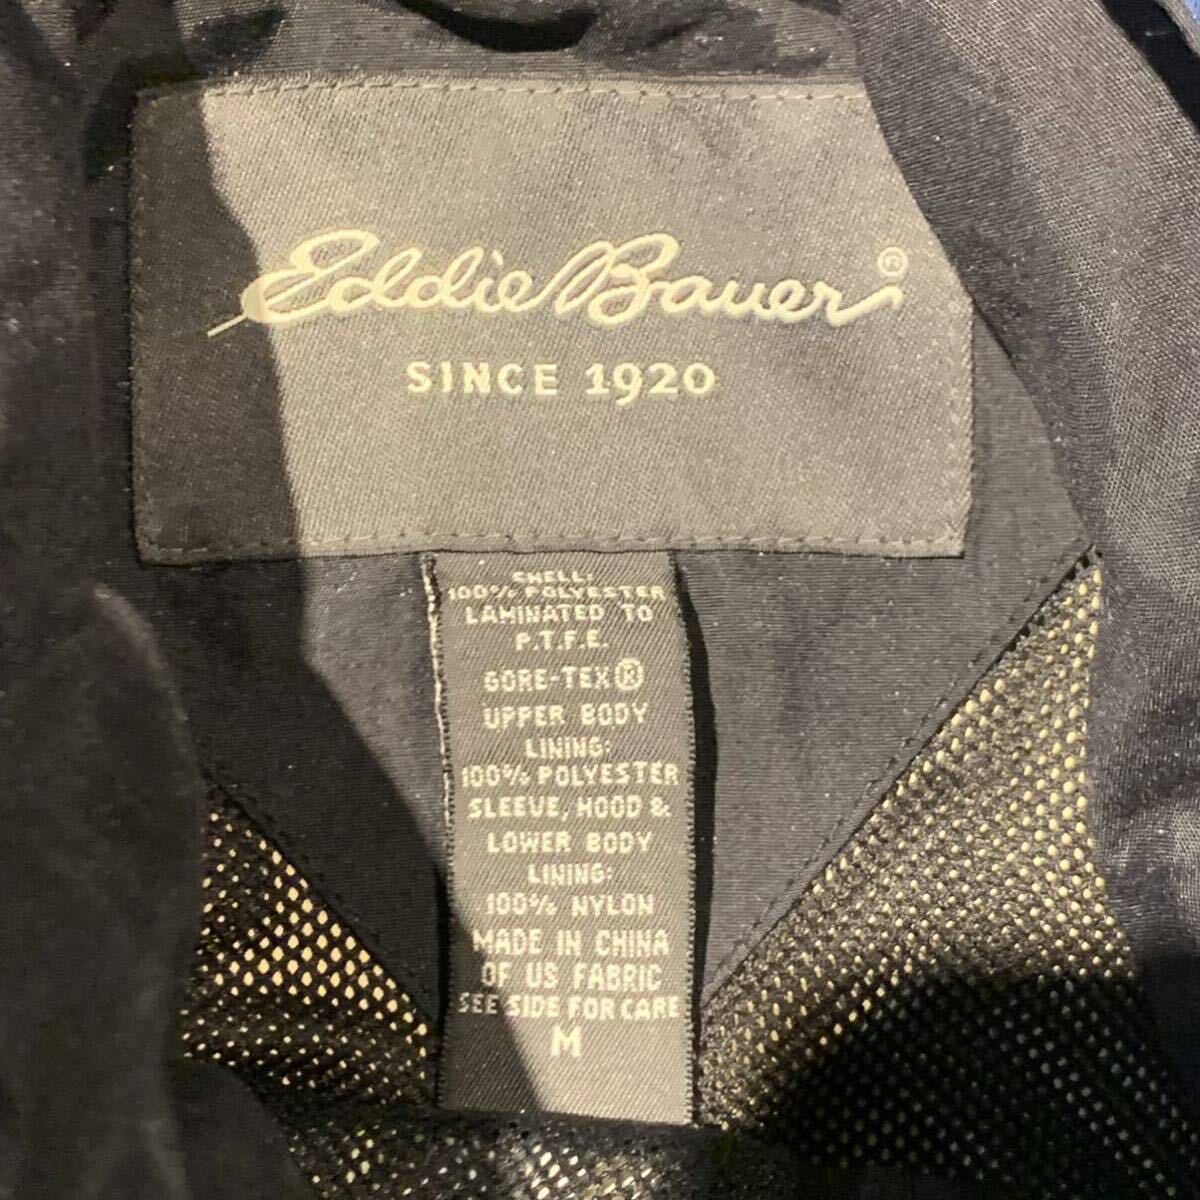 Eddie Bauer®
SINCE 1920
SHELL:
100% POLYESTER
LAMINATED TO
P.T.F.E.
GORE-TEX®
UPPER BODY
LINING:
100% POLYESTER
SLEEVE, HOOD &
LOWER BODY
LINING:
100% NYLON
MADE IN CHINA
OF US FABRIC
SEE SIDE FOR CARE
M